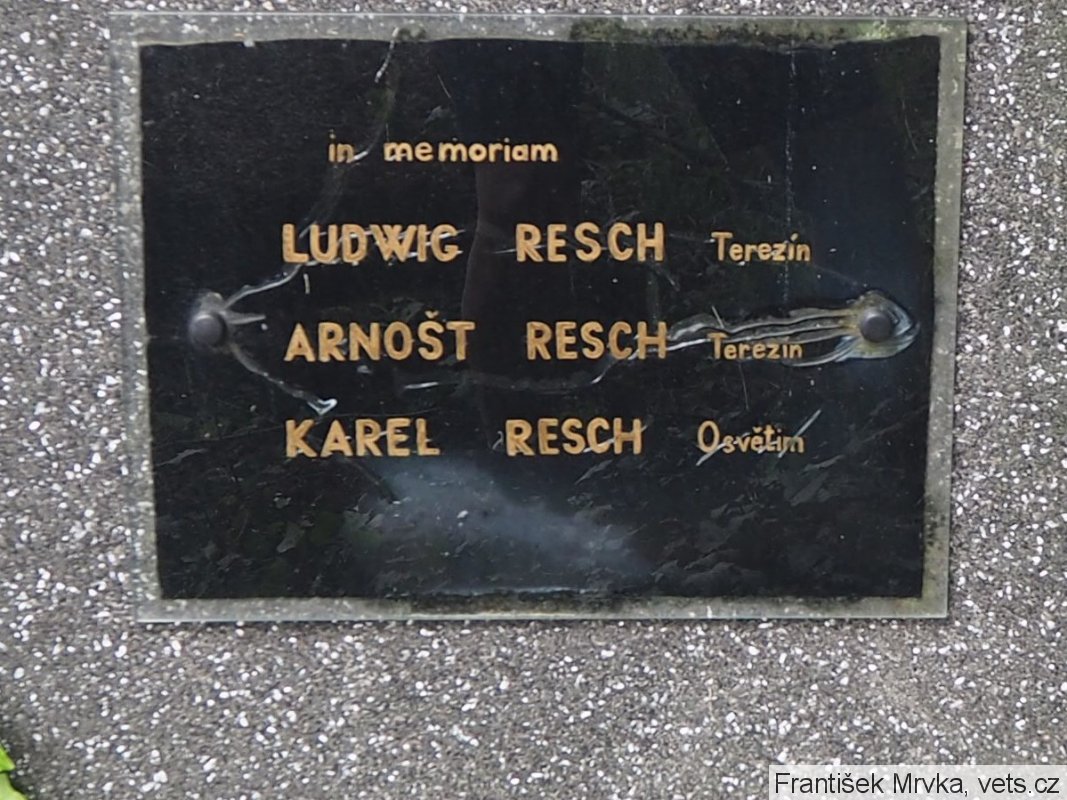 in memoriam
LUDWIG RESCH Terezín
ARNOŠT RESCH Terezín
KAREL RESCH Osvětim
František Mrvka, vets.cz